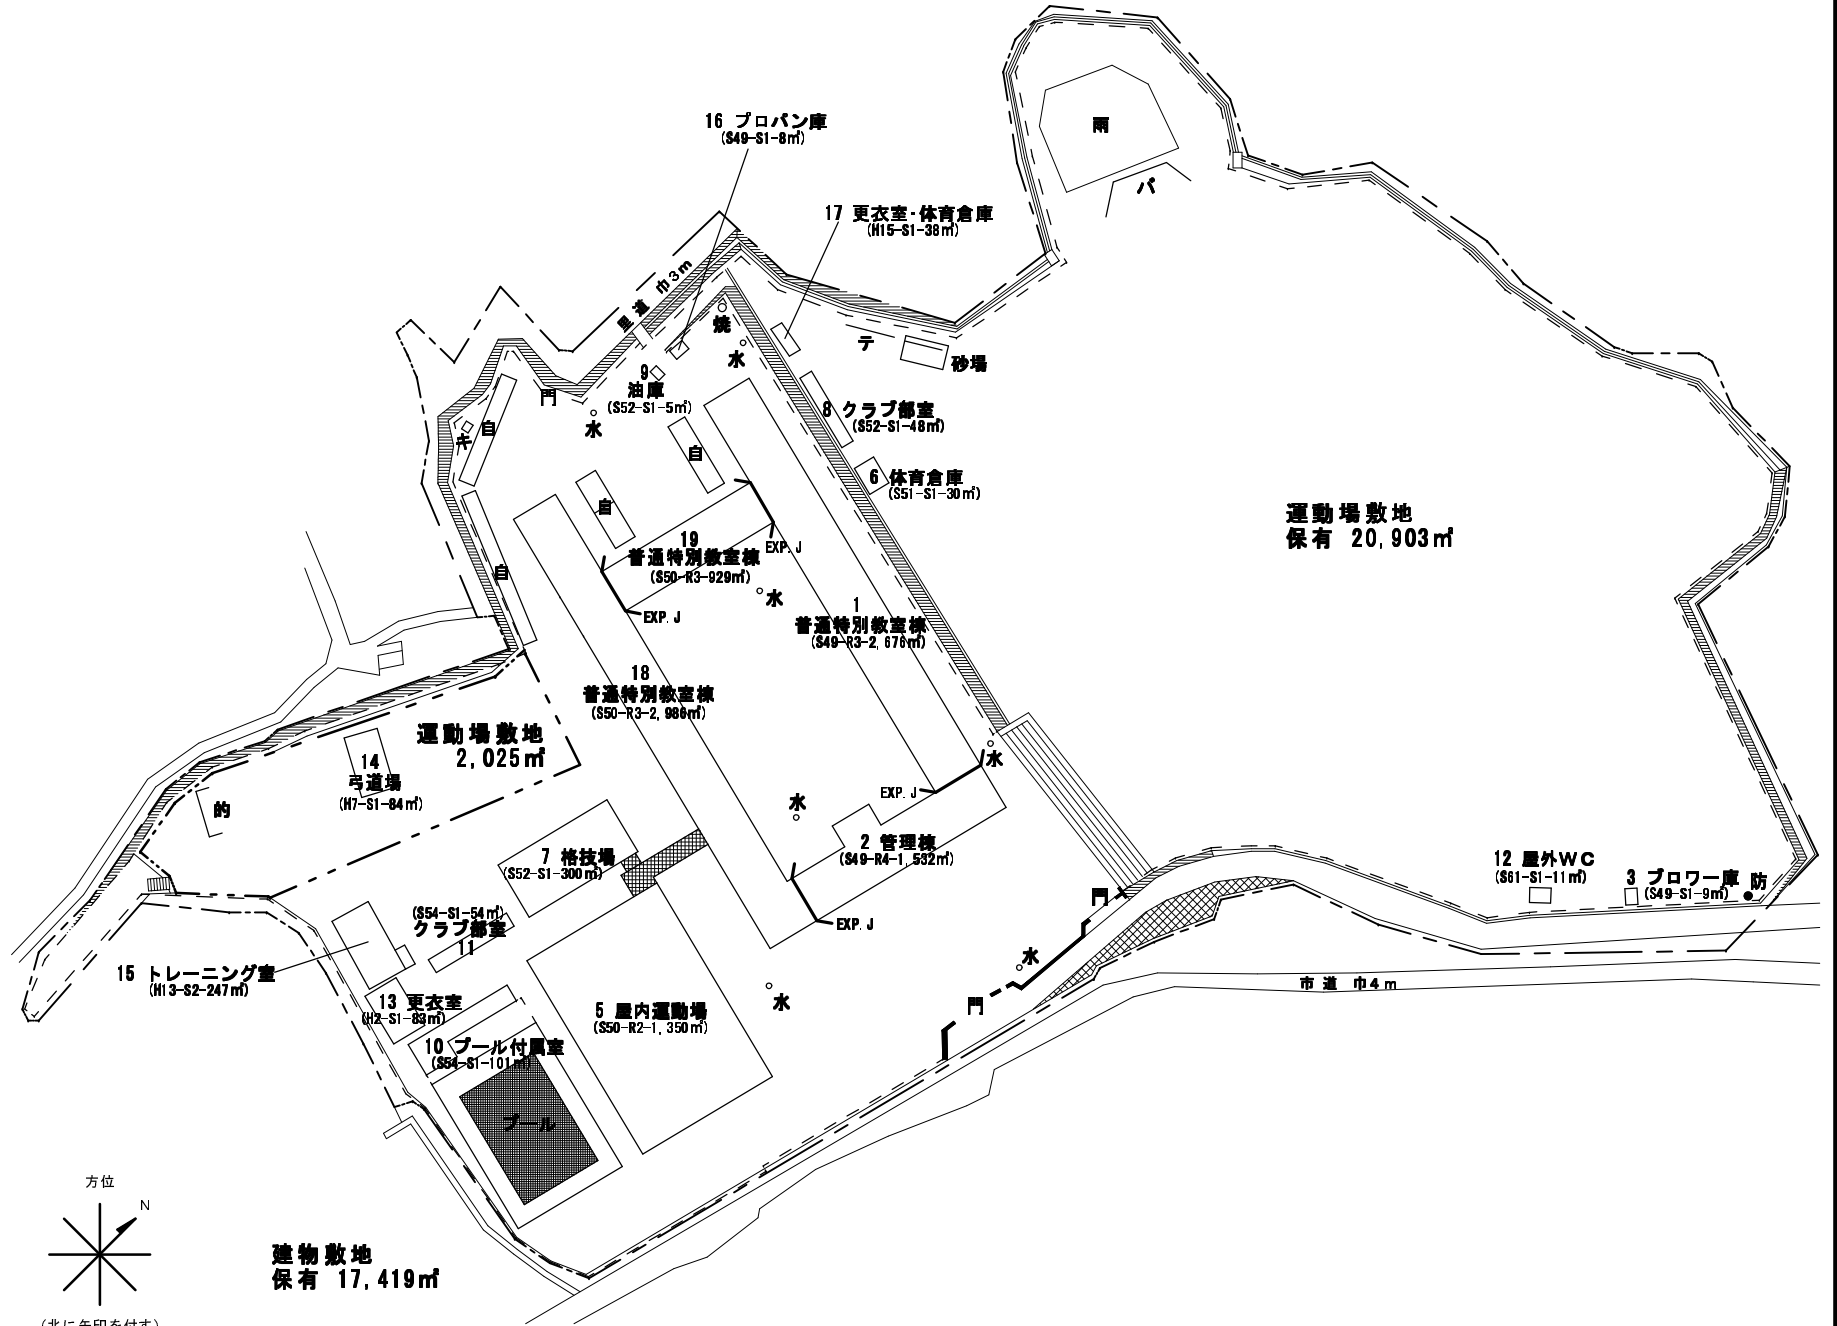 雨
パ
16 プロパン庫
(S49-S1-8㎡)
17 更衣室・体育倉庫
(H15-S1-38㎡)
里道 巾3m
焼
水
テ
砂場
9
油庫
(S52-S1-5㎡)
門
水
キ
自
自
自
自
8 クラブ部室
(S52-S1-48㎡)
6 体育倉庫
(S51-S1-30㎡)
運動場敷地
保有 20,903㎡
19
普通特別教室棟
(S50-R3-929㎡)
EXP.J
EXP.J
水
1
普通特別教室棟
(S49-R3-2,676㎡)
18
普通特別教室棟
(S50-R3-2,986㎡)
運動場敷地
2,025㎡
14
弓道場
(H7-S1-84㎡)
的
水
EXP.J
水
2 管理棟
(S49-R4-1,532㎡)
7 格技場
(S52-S1-300㎡)
12 屋外WC
(S61-S1-11㎡)
3 ブロワー庫
(S49-S1-9㎡)
防
門
(S54-S1-54㎡)
クラブ部室
11
EXP.J
水
15 トレーニング室
(H13-S2-247㎡)
市道 巾4m
13 更衣室
(H2-S1-83㎡)
5 屋内運動場
(S50-R2-1,350㎡)
水
門
10 プール付属室
(S54-S1-101㎡)
プール
方位
N
建物敷地
保有 17,419㎡
(北に矢印を付す)